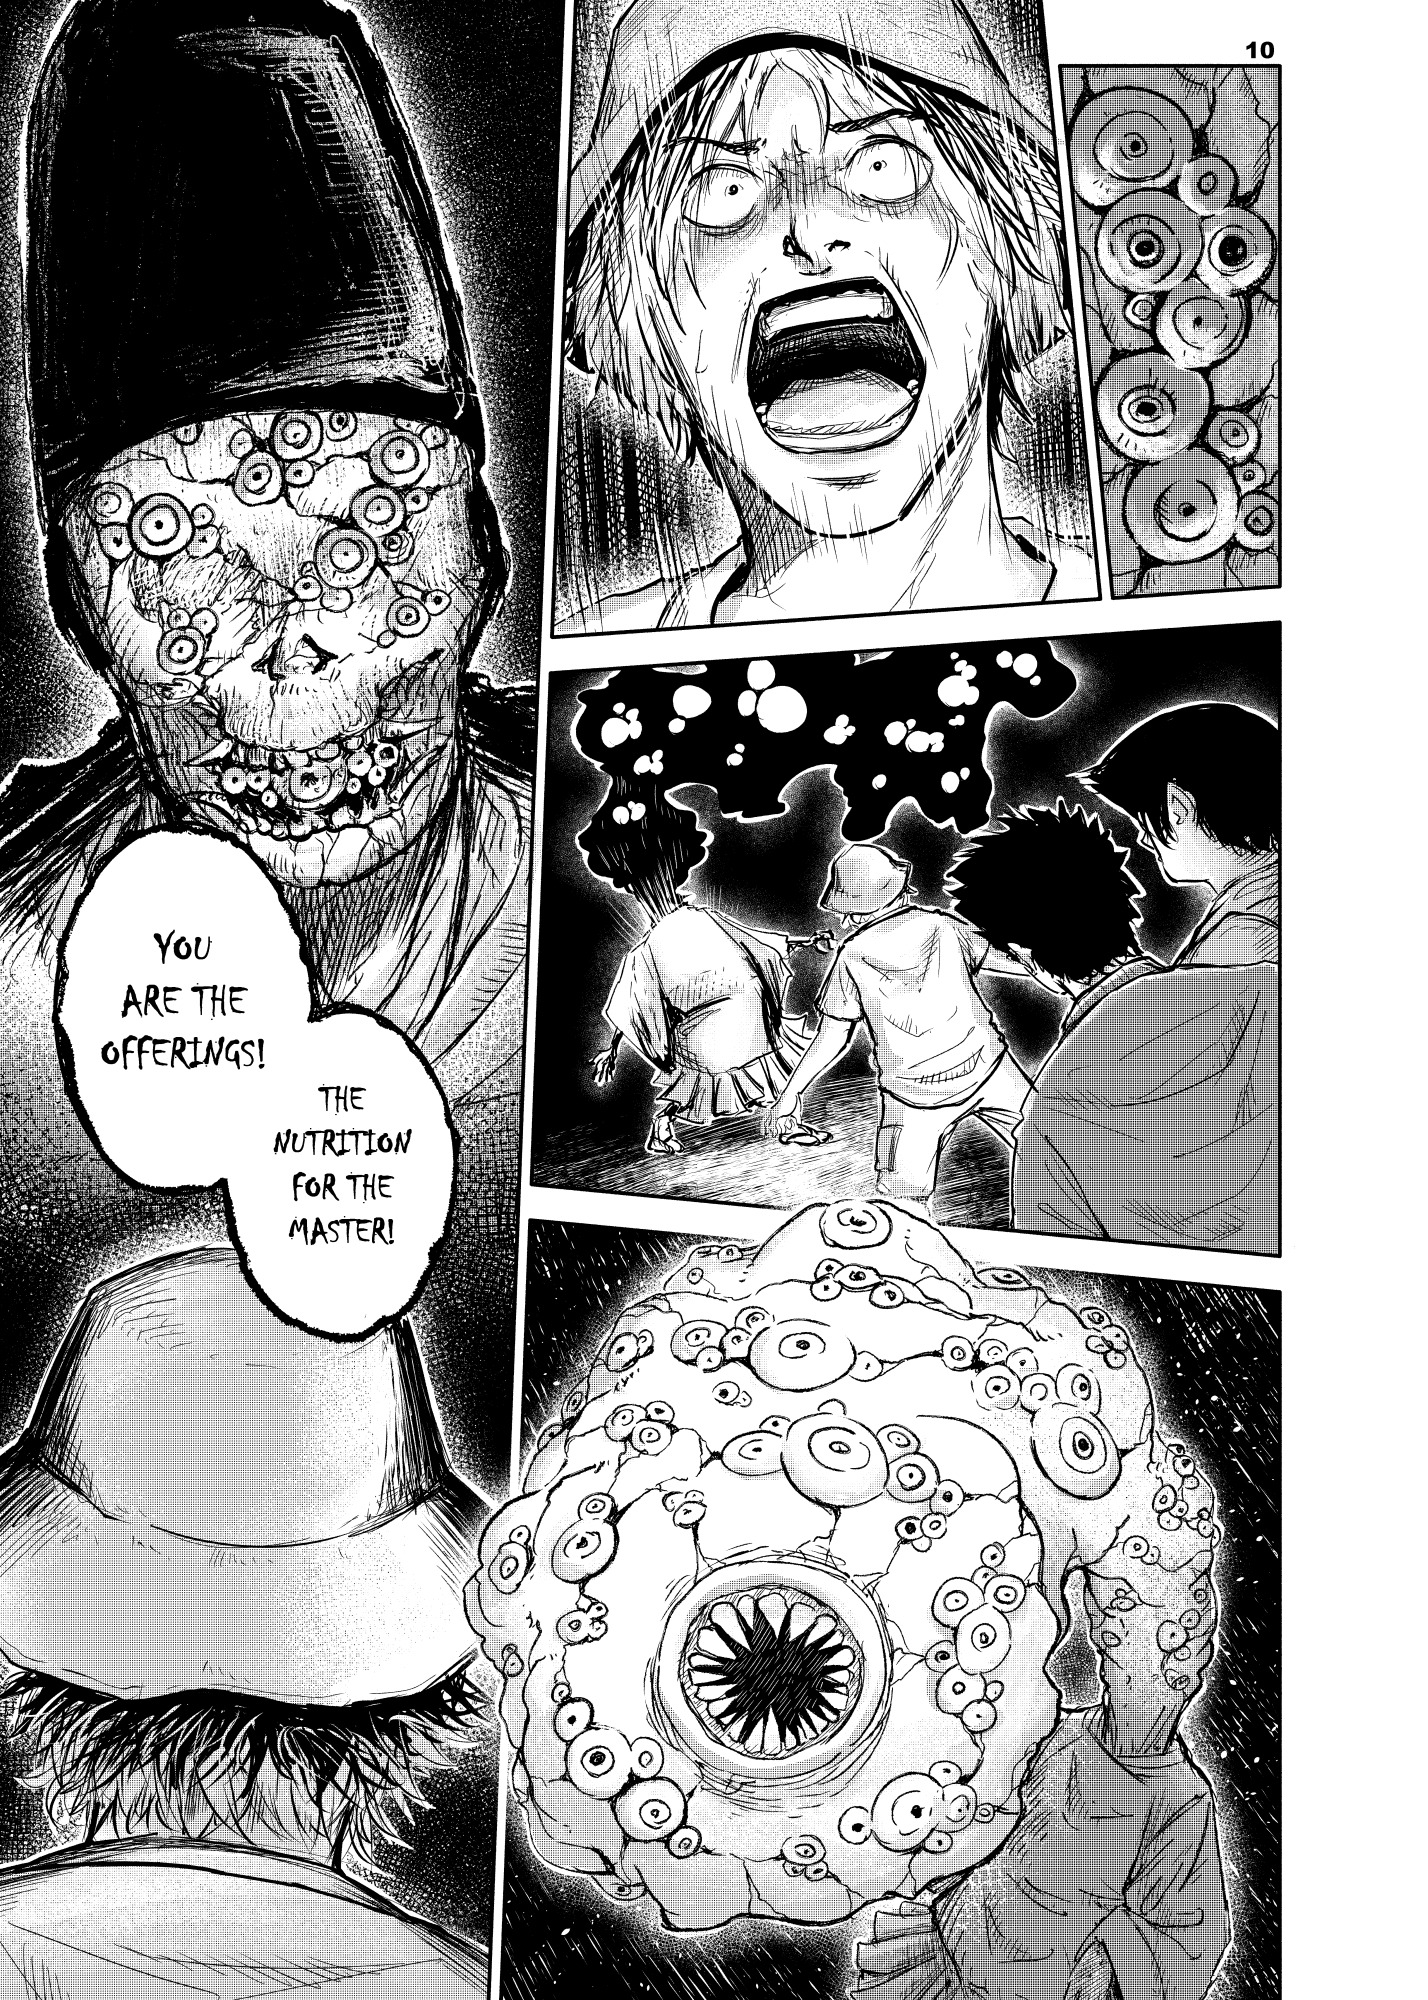 10
YOU
ARE THE
OFFERINGS!
THE
NUTRITION
FOR THE
MASTER!